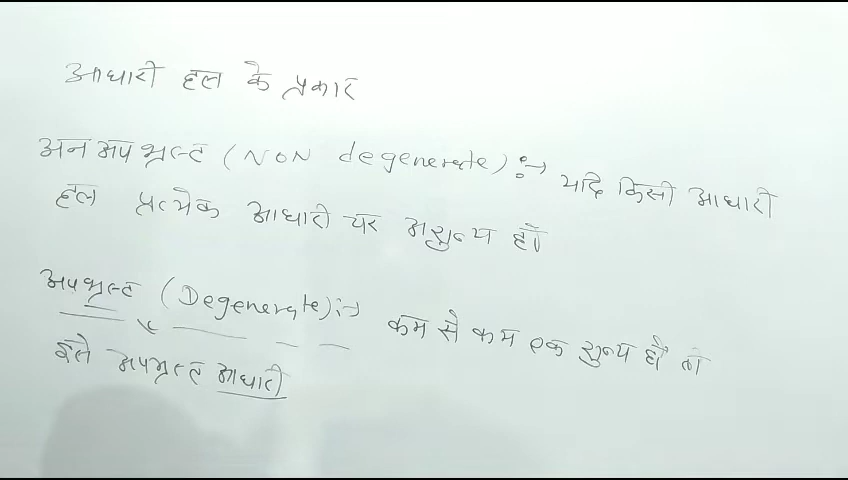 आधारी हल के प्रकार
अन अपभ्रष्ट (NON degenerate) :→ यदि किसी आधारी
हल प्रत्येक आधारी चर अशुन्य हों
अपभ्रष्ट (Degenerate) :→ कम से कम एक शुन्य हो तो
इसे अपभ्रष्ट आधारी